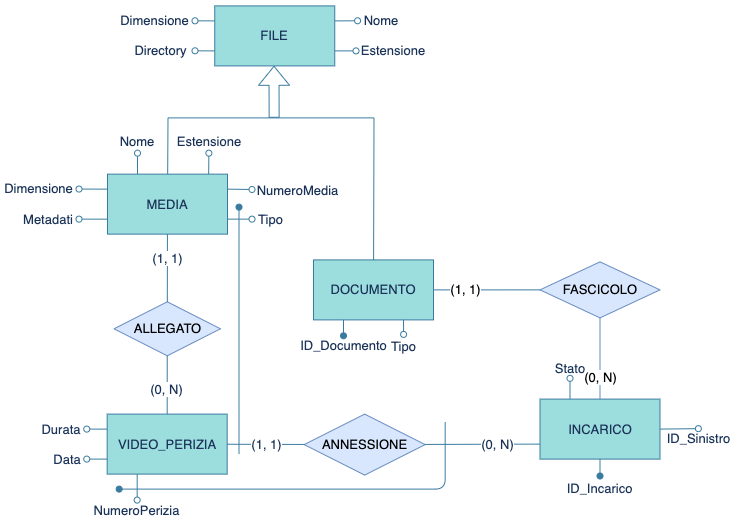 Dimensione
Nome
FILE
Directory
Estensione
Nome
Estensione
Dimensione
NumeroMedia
MEDIA
Metadati
Tipo
(1, 1)
DOCUMENTO
(1, 1)
FASCICOLO
ALLEGATO
ID_Documento
Tipo
Stato
(0, N)
(0, N)
Durata
VIDEO_PERIZIA
(1, 1)
ANNESSIONE
(0, N)
INCARICO
ID_Sinistro
Data
ID_Incarico
NumeroPerizia